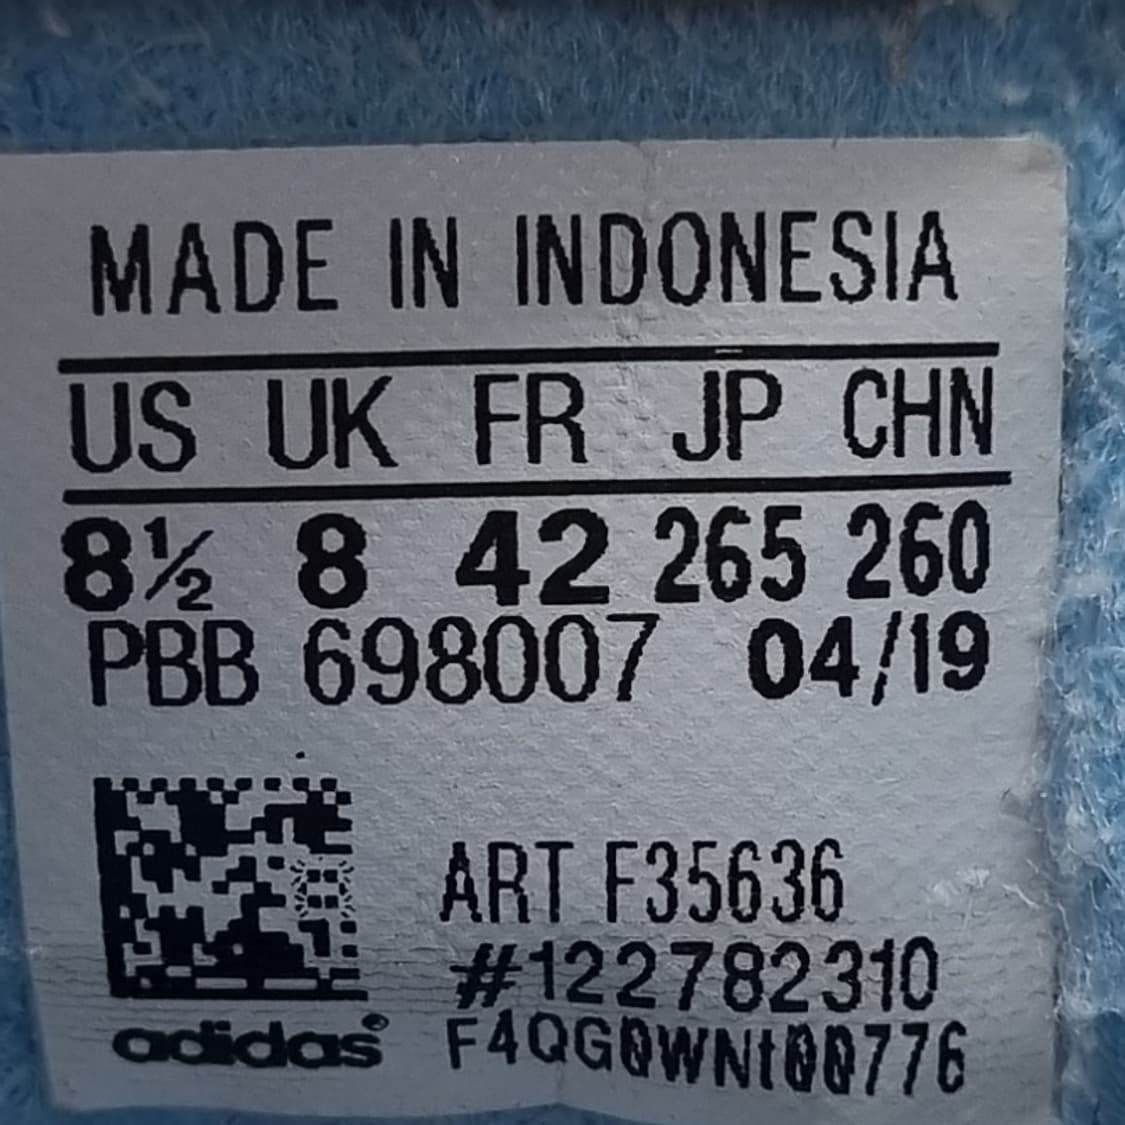 MADE IN INDONESIA
US UK FR JP CHN
8½ 8 42 265 260
PBB 698007 04/19
ART F35636
#122782310
adidas® F4QG0WNt00776